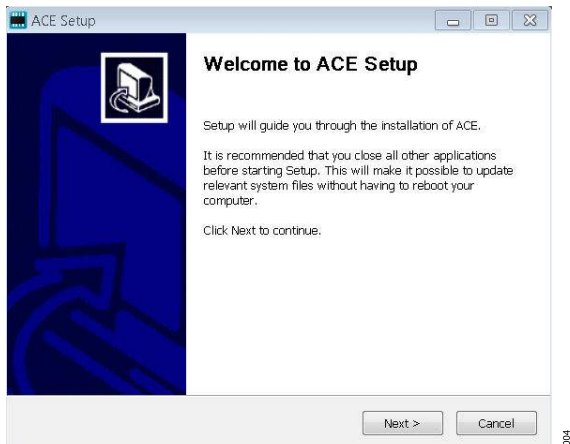 ACE Setup
Welcome to ACE Setup
Setup will guide you through the installation of ACE.
It is recommended that you close all other applications
before starting Setup. This will make it possible to update
relevant system files without having to reboot your
computer.
Click Next to continue.
Next >
Cancel
004